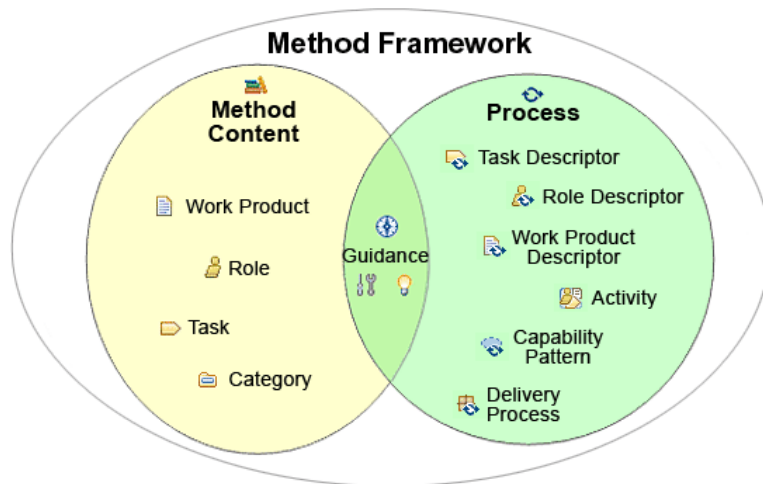 Method Framework
Method
Content
Work Product
Role
Task
Category
Guidance
Process
Task Descriptor
Role Descriptor
Work Product
Descriptor
Activity
Capability
Pattern
Delivery
Process